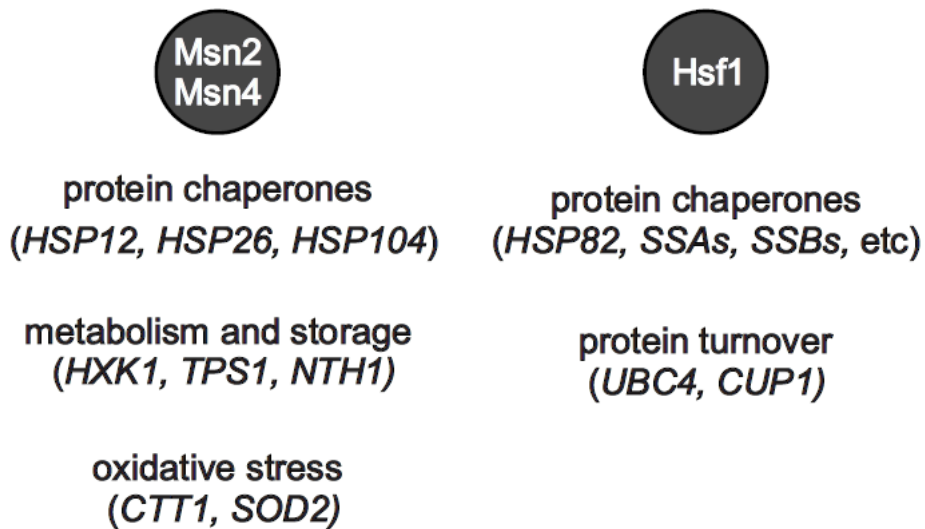 Msn2
Msn4
protein chaperones
(HSP12, HSP26, HSP104)
metabolism and storage
(HXK1, TPS1, NTH1)
oxidative stress
(CTT1, SOD2)
Hsf1
protein chaperones
(HSP82, SSAs, SSBs, etc)
protein turnover
(UBC4, CUP1)